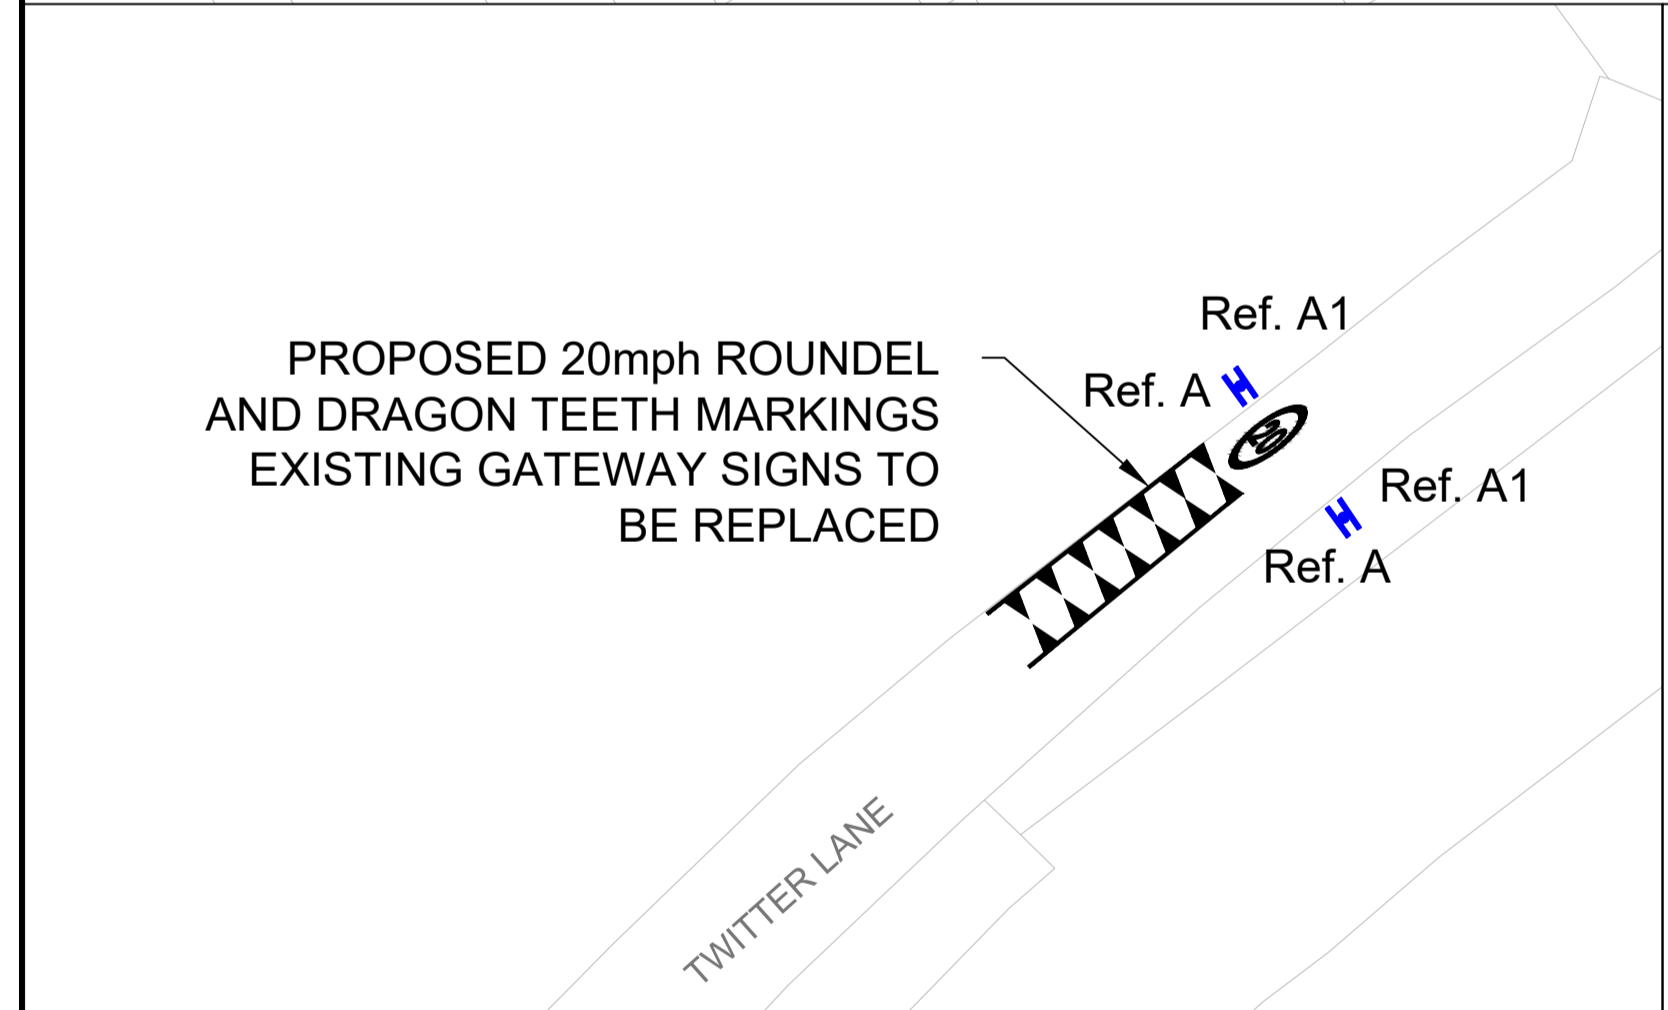 Ref. A1
PROPOSED 20mph ROUNDEL
AND DRAGON TEETH MARKINGS
EXISTING GATEWAY SIGNS TO
BE REPLACED
Ref. A
20
Ref. A1
Ref. A
TWITTER LANE